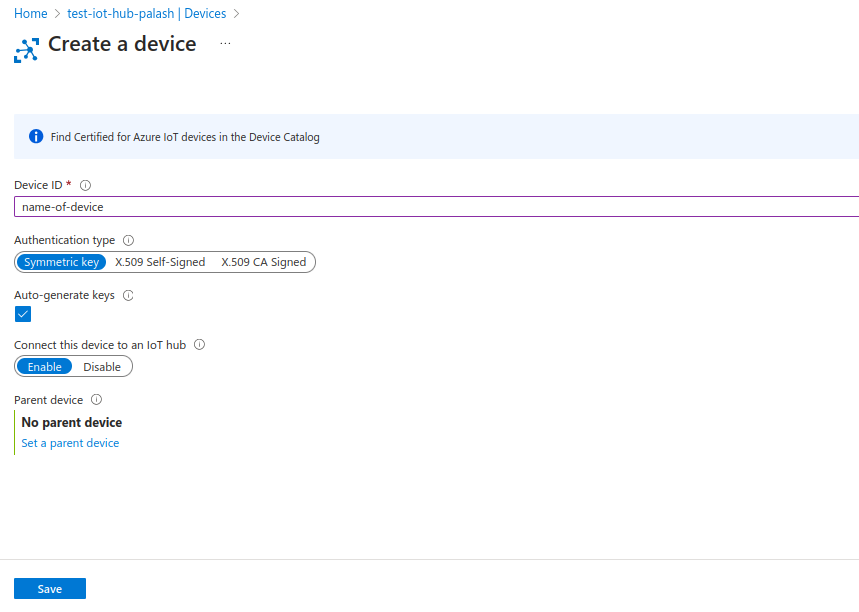 Home > test-iot-hub-palash | Devices >
Create a device ...
Find Certified for Azure IoT devices in the Device Catalog
Device ID *
name-of-device
Authentication type
Symmetric key X.509 Self-Signed X.509 CA Signed
Auto-generate keys
Connect this device to an IoT hub
Enable Disable
Parent device
No parent device
Set a parent device
Save